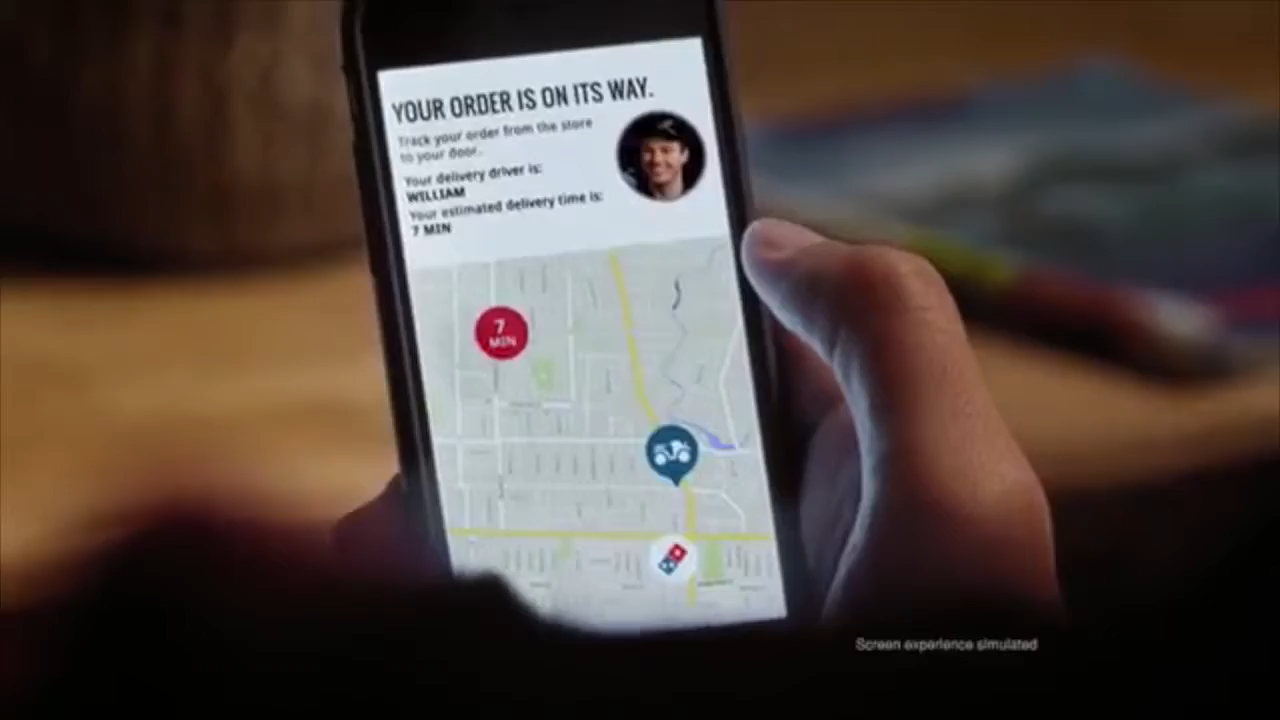 YOUR ORDER IS ON ITS WAY.
Track your order from the store
to your door.
Your delivery driver is:
WILLIAM
Your estimated delivery time is:
7 MIN
7
MIN
Screen experience simulated